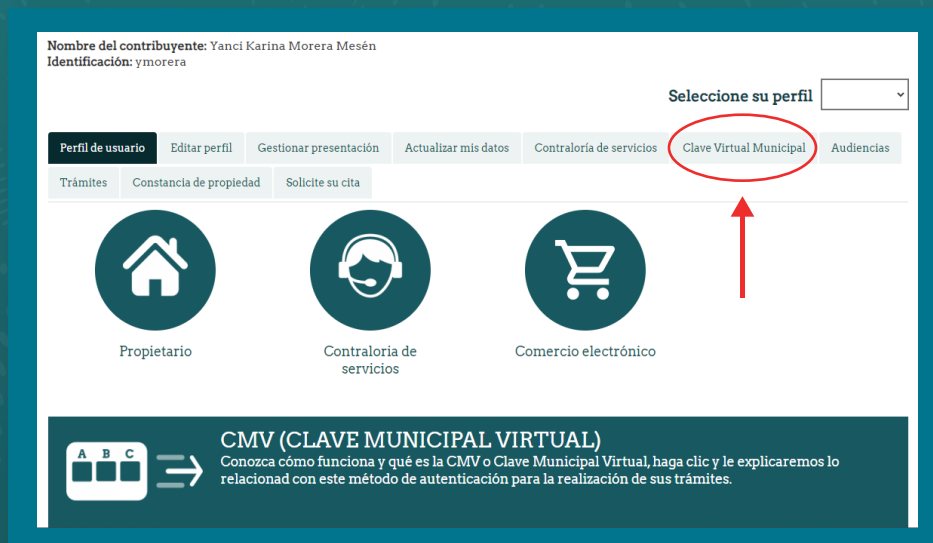 Nombre del contribuyente: Yanci Karina Morera Mesén
Identificación: ymorera
Seleccione su perfil
Perfil de usuario Editar perfil Gestionar presentación Actualizar mis datos Contraloría de servicios Clave Virtual Municipal Audiencias
Trámites Constancia de propiedad Solicite su cita
Propietario
Contraloria de
servicios
Comercio electrónico
A B C
CMV (CLAVE MUNICIPAL VIRTUAL)
Conozca cómo funciona y qué es la CMV o Clave Municipal Virtual, haga clic y le explicaremos lo
relacionad con este método de autenticación para la realización de sus trámites.